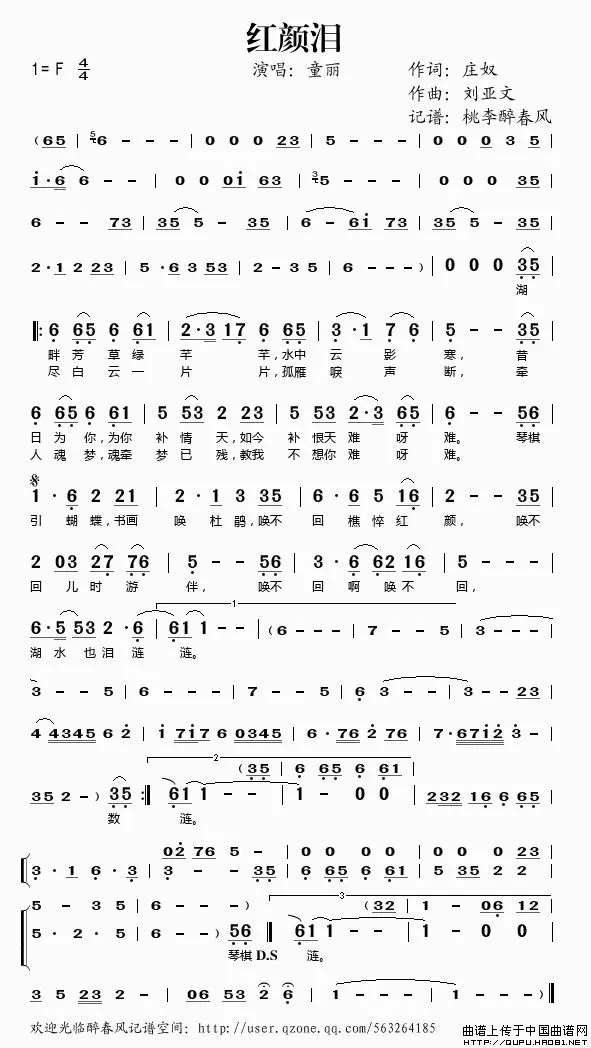 红颜泪
1= F 4/4
演唱：童丽
作词：庄奴
作曲：刘亚文
记谱：桃李醉春风
( 65 | 5 6 - - - | 0 0 0 23 | 35 - - - | 0 0 0 3 5 |
i·6 6 - - | 0 0 0i 63 | 35 5 - - - | 0 0 0 35 |
6 - - 73 | 35 5 - 35 | 6 - 6i 73 | 35 5 - 35 |
2·1 2 23 | 5 ·6 3 53 | 2 - 3 5 | 6 - - ) | 0 0 0 35
湖
6 65 6 61 | 2·3 17 6 65 | 3 ·1 7 6 | 5 - - 35
畔 芳 草 绿 芊 芊，水中 云 影 寒， 昔
尽 白 云 一 片 片，孤雁 唳 声 断， 牵
6 65 6 61 | 5 53 2 23 | 5 53 2·3 65 | 6 - - 56
日 为 你，为你 补 情 天，如今 补 恨天 难 呀 难。 琴棋
人 魂 梦，魂牵 梦 已 残，教我 不 想你 难 呀 难。
1 · 6 2 21 | 2 · 3 35 | 6 · 6 5 16 | 2 - - 35
引 蝴 蝶，书画 唤 杜 鹃，唤不 回 憔 悴 红 颜， 唤不
2 03 27 76 | 5 - - 56 | 3 · 6 62 16 | 5 - - - |
回 儿 时 游 伴， 唤不 回 啊 唤 不 回，
1
6·5 53 2 ·6 | 61 1 - - | (6 - - - | 7 - - 5 | 3 - - -
湖 水 也 泪 涟 涟。
3 - - 5 | 6 - - - | 7 - - 5 | 6 3 - - | 3 - - 23
4 4345 6 2 | i 7i7 6 0345 | 6 ·76 2 76 | 7·67i2 3 - |
2
(35 | 6 65 6 61 |
35 2 - ) 35 :| 61 1 - - | 1 - 0 0 | 232 16 6 65 |
数 涟。
02 76 5 - | 0 0 0 0 | 0 0 0 23
3 · 1 6 ·3 | 3 - - 35 | 6 65 6 61 | 5 35 2 2
3
5 - 3 5 | 6 - - - | (32 | 1 - 06 12
5 · 2 · 5 | 6 - - ) 56 || 61 1 - - | 1 - 0 0
琴棋 D.S 涟。
3 5 23 2 - | 06 53 2 6 | 1 - - - | 1 - - - )
欢迎光临醉春风记谱空间：http://user.qzone.qq.com/563264185
曲谱上传于中国曲谱网
HTTP://QUPU.HAO81.NET